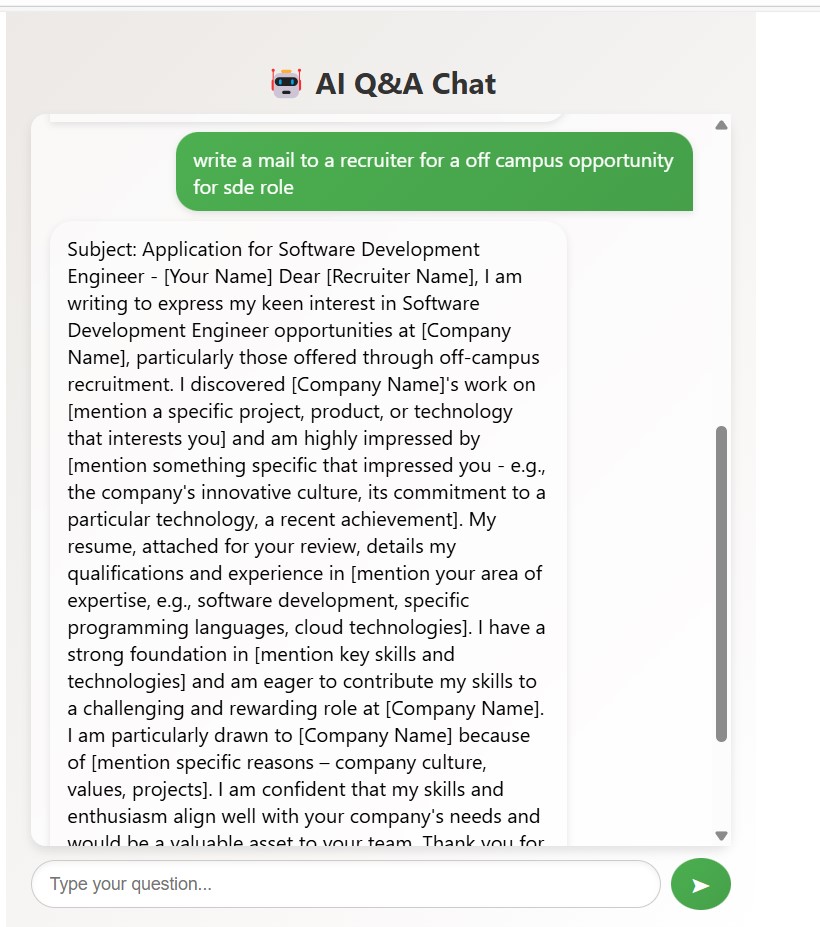 AI Q&A Chat
write a mail to a recruiter for a off campus opportunity
for sde role
Subject: Application for Software Development
Engineer - [Your Name] Dear [Recruiter Name], I am
writing to express my keen interest in Software
Development Engineer opportunities at [Company
Name], particularly those offered through off-campus
recruitment. I discovered [Company Name]'s work on
[mention a specific project, product, or technology
that interests you] and am highly impressed by
[mention something specific that impressed you - e.g.,
the company's innovative culture, its commitment to a
particular technology, a recent achievement]. My
resume, attached for your review, details my
qualifications and experience in [mention your area of
expertise, e.g., software development, specific
programming languages, cloud technologies]. I have a
strong foundation in [mention key skills and
technologies] and am eager to contribute my skills to
a challenging and rewarding role at [Company Name].
I am particularly drawn to [Company Name] because
of [mention specific reasons – company culture,
values, projects]. I am confident that my skills and
enthusiasm align well with your company's needs and
would be a valuable asset to your team. Thank you for
Type your question...